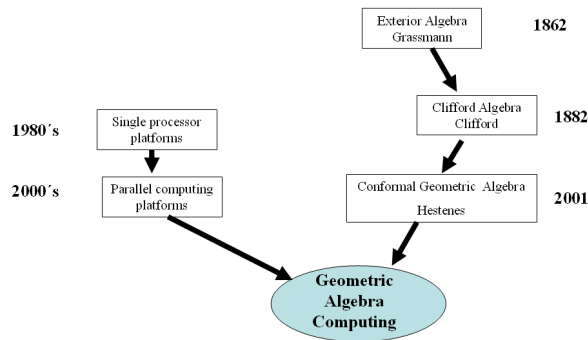 Exterior Algebra
Grassmann
1862
Clifford Algebra
Clifford
1882
1980´s
Single processor
platforms
2000´s
Parallel computing
platforms
Conformal Geometric Algebra
Hestenes
2001
Geometric
Algebra
Computing